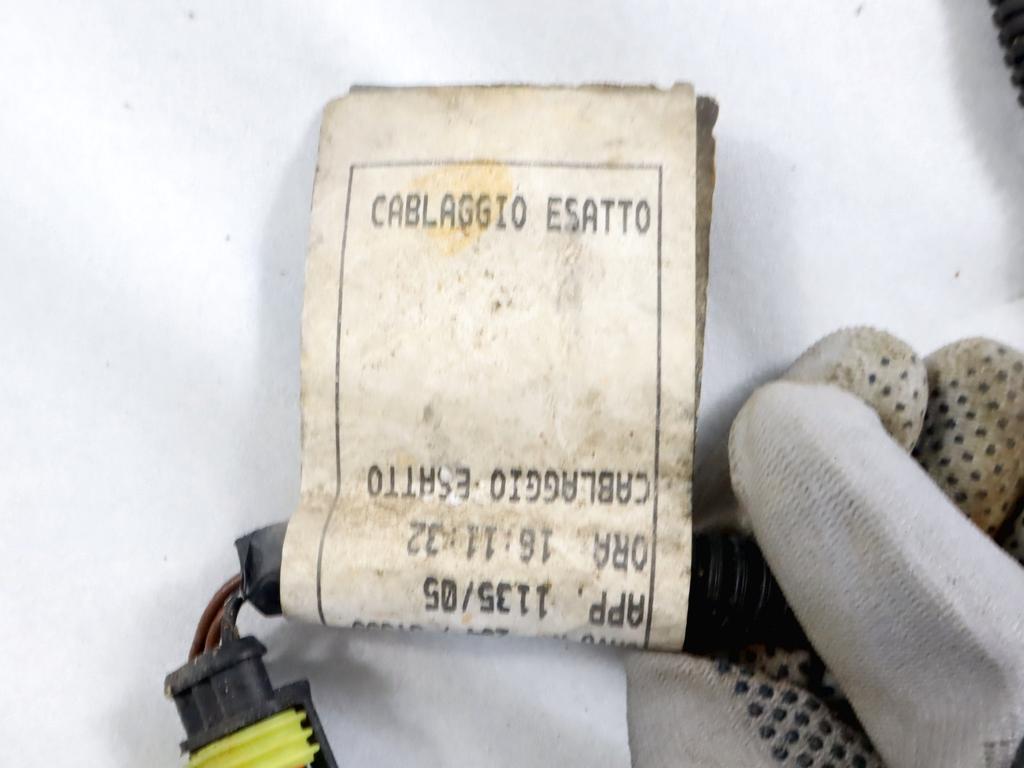 CABLAGGIO ESATTO
APP. 1135/05
ORA 16:11:32
CABLAGGIO ESATTO